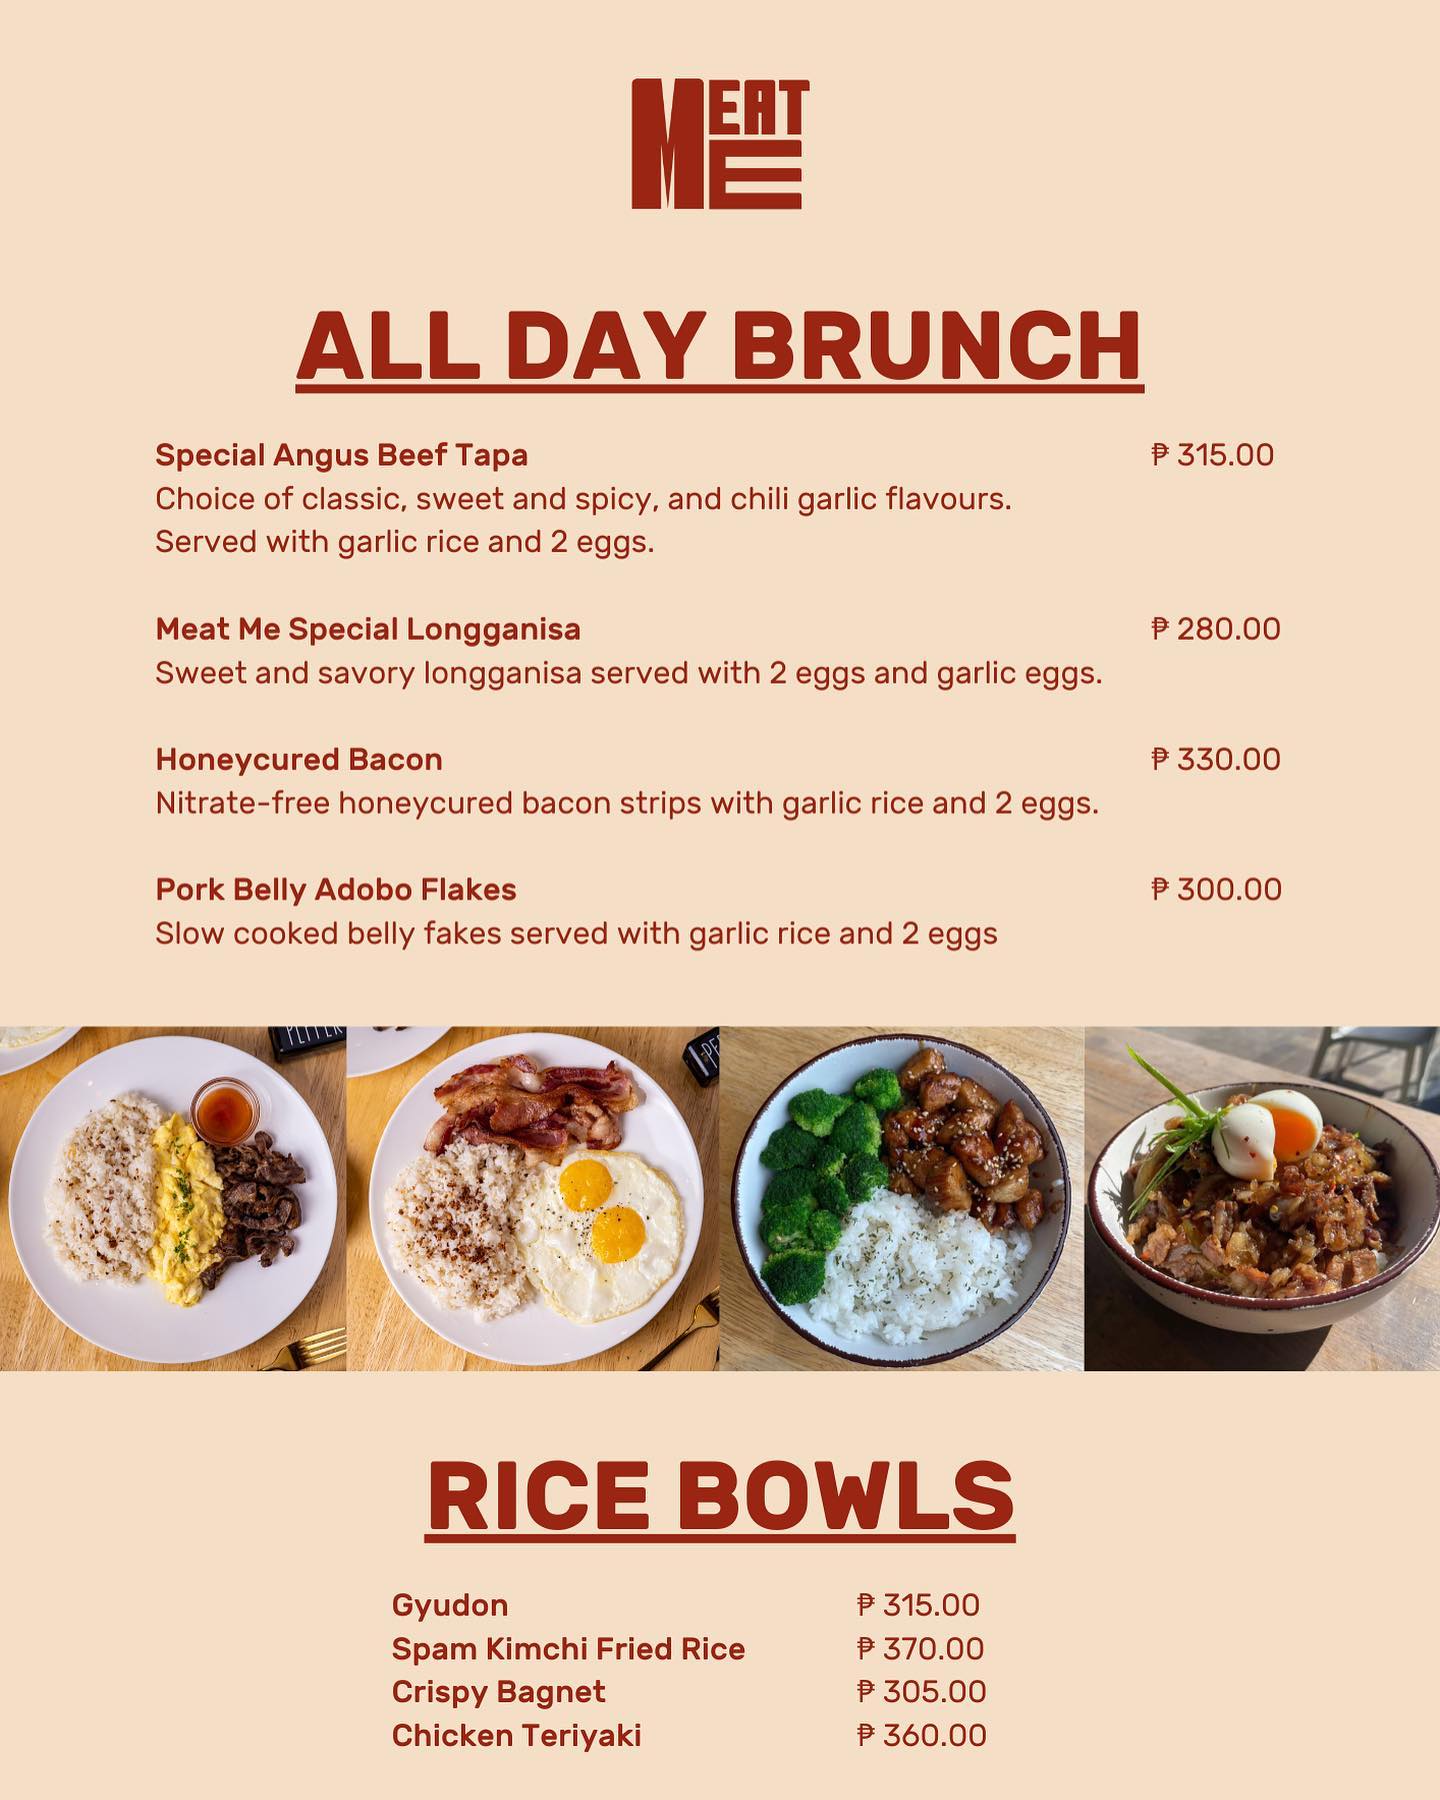 MEAT
ME
ALL DAY BRUNCH
Special Angus Beef Tapa ₱ 315.00
Choice of classic, sweet and spicy, and chili garlic flavours.
Served with garlic rice and 2 eggs.
Meat Me Special Longganisa ₱ 280.00
Sweet and savory longganisa served with 2 eggs and garlic eggs.
Honeycured Bacon ₱ 330.00
Nitrate-free honeycured bacon strips with garlic rice and 2 eggs.
Pork Belly Adobo Flakes ₱ 300.00
Slow cooked belly fakes served with garlic rice and 2 eggs
PEPPER
RICE BOWLS
Gyudon ₱ 315.00
Spam Kimchi Fried Rice ₱ 370.00
Crispy Bagnet ₱ 305.00
Chicken Teriyaki ₱ 360.00